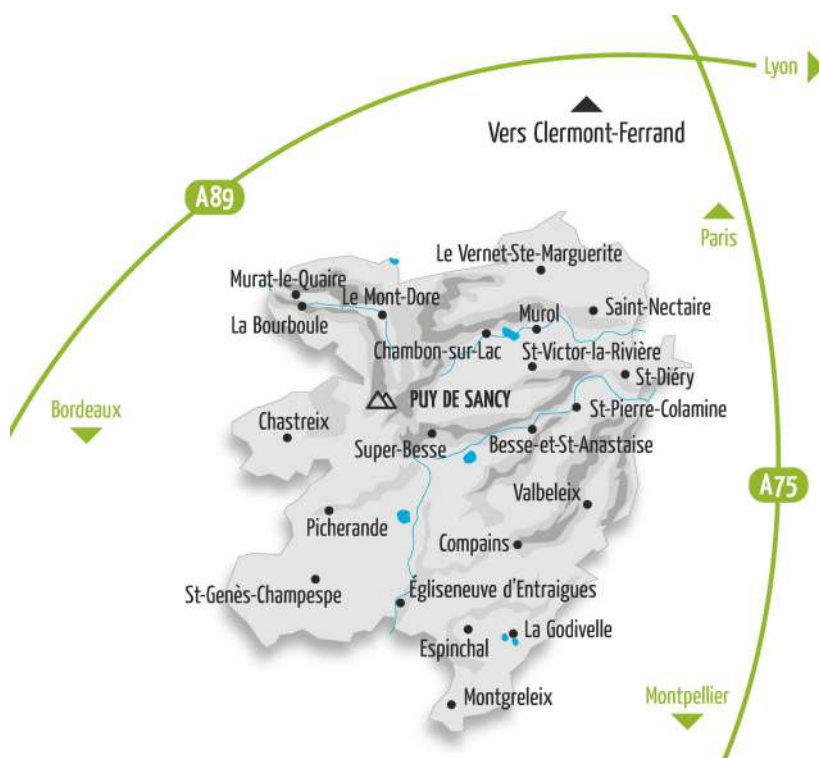 Lyon
Vers Clermont-Ferrand
A89
Paris
Le Vernet-Ste-Marguerite
Murat-le-Quaire
Le Mont-Dore
La Bourboule
Murol
Saint-Nectaire
Chambon-sur-Lac
St-Victor-la-Rivière
St-Diéry
PUY DE SANCY
St-Pierre-Colamine
Bordeaux
Chastreix
Super-Besse
Besse-et-St-Anastaise
A75
Valbeleix
Picherande
Compains
St-Genès-Champespe
Égliseneuve d'Entraigues
La Godivelle
Espinchal
Montgreleix
Montpellier